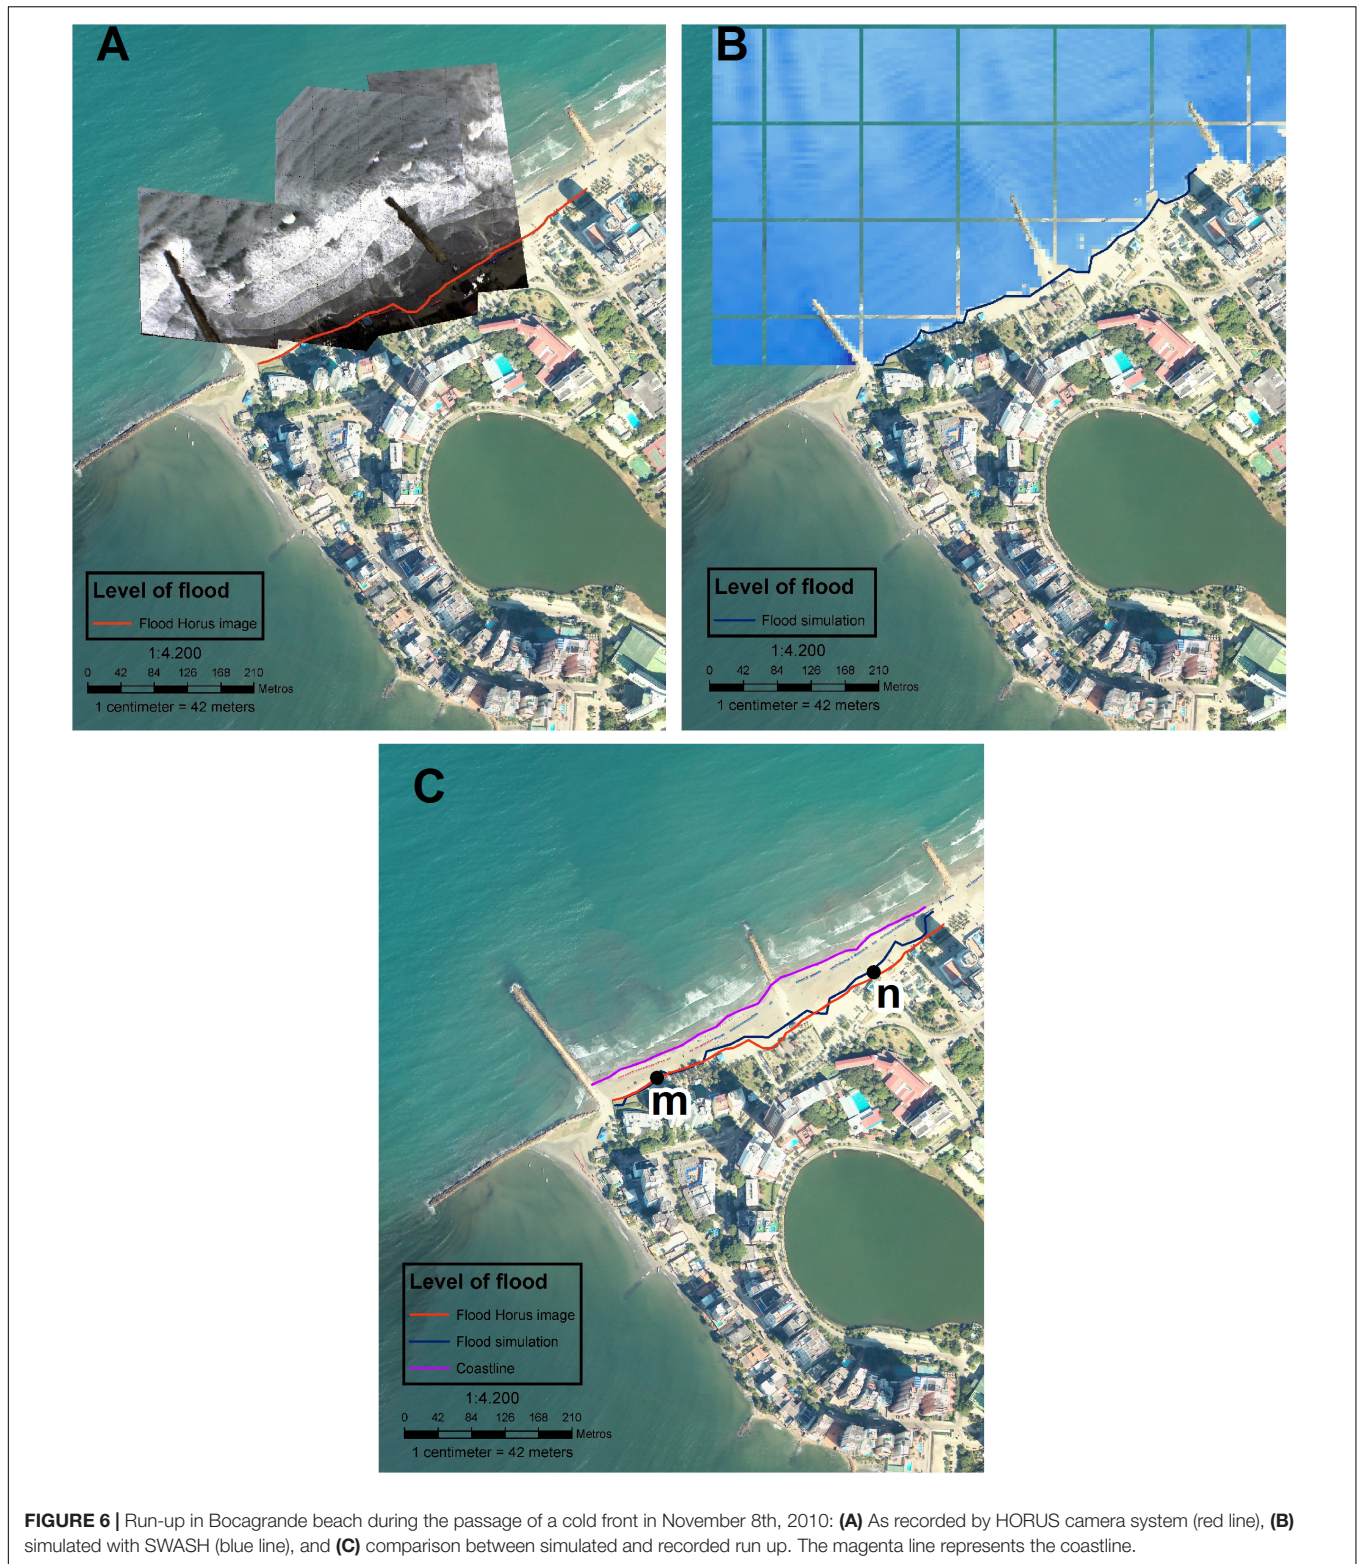 A
B
Level of flood
Flood Horus image
1:4.200
0 42 84 126 168 210
Metros
1 centimeter = 42 meters
Level of flood
Flood simulation
1:4.200
0 42 84 126 168 210
Metros
1 centimeter = 42 meters
C
n
m
Level of flood
Flood Horus image
Flood simulation
Coastline
1:4.200
0 42 84 126 168 210
Metros
1 centimeter = 42 meters
FIGURE 6 | Run-up in Bocagrande beach during the passage of a cold front in November 8th, 2010: (A) As recorded by HORUS camera system (red line), (B)
simulated with SWASH (blue line), and (C) comparison between simulated and recorded run up. The magenta line represents the coastline.